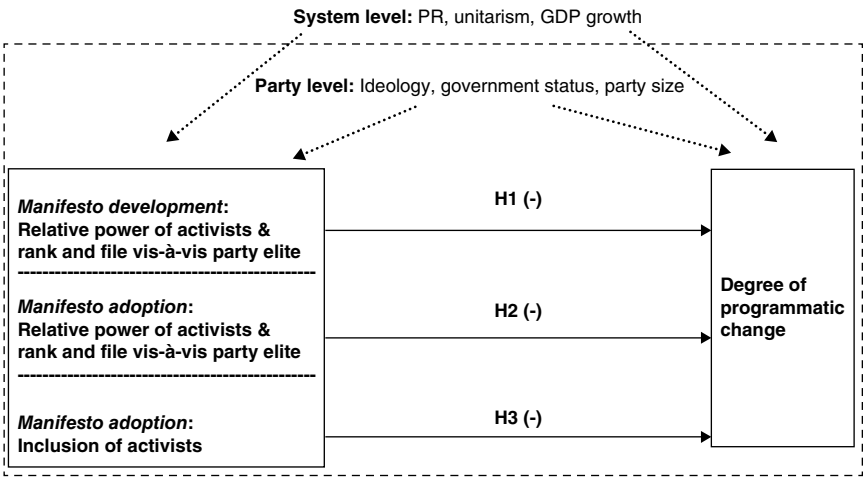 System level: PR, unitarism, GDP growth
Party level: Ideology, government status, party size
Manifesto development:
Relative power of activists &
rank and file vis-à-vis party elite
Manifesto adoption:
Relative power of activists &
rank and file vis-à-vis party elite
Manifesto adoption:
Inclusion of activists
H1 (-)
H2 (-)
H3 (-)
Degree of
programmatic
change